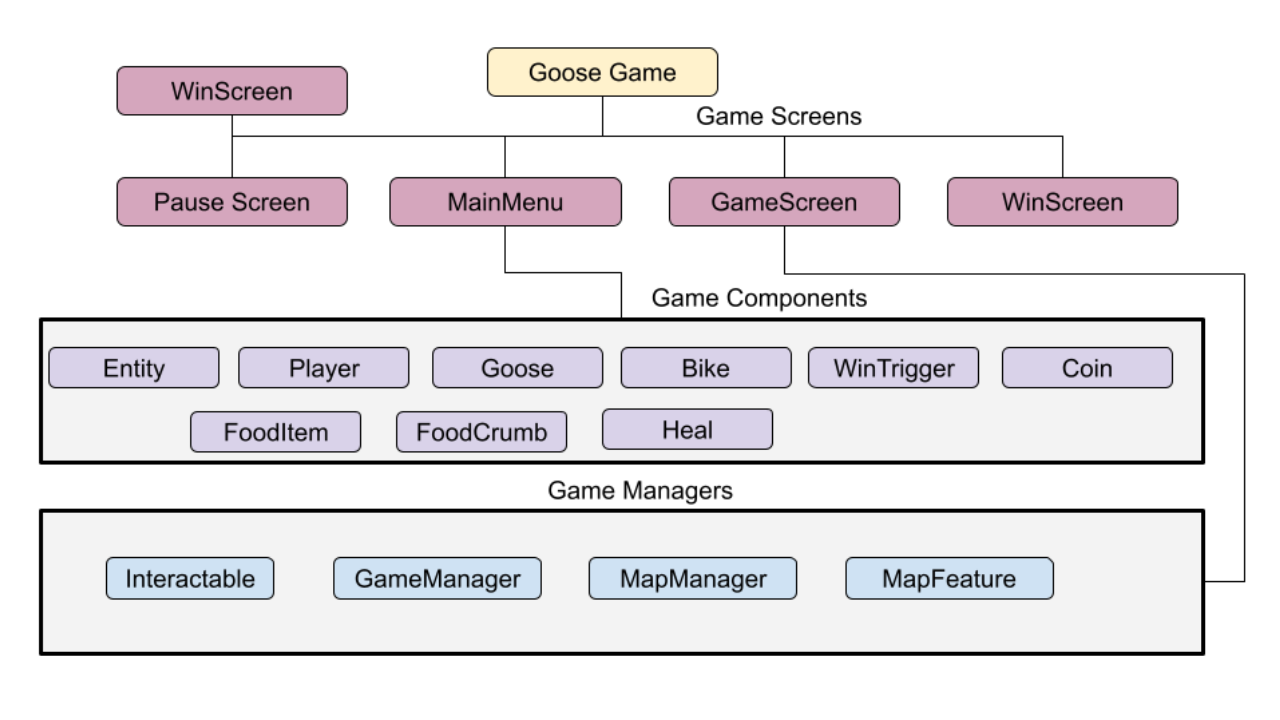 Goose Game
WinScreen
Game Screens
Pause Screen
MainMenu
GameScreen
WinScreen
Game Components
Entity
Player
Goose
Bike
WinTrigger
Coin
FoodItem
FoodCrumb
Heal
Game Managers
Interactable
GameManager
MapManager
MapFeature